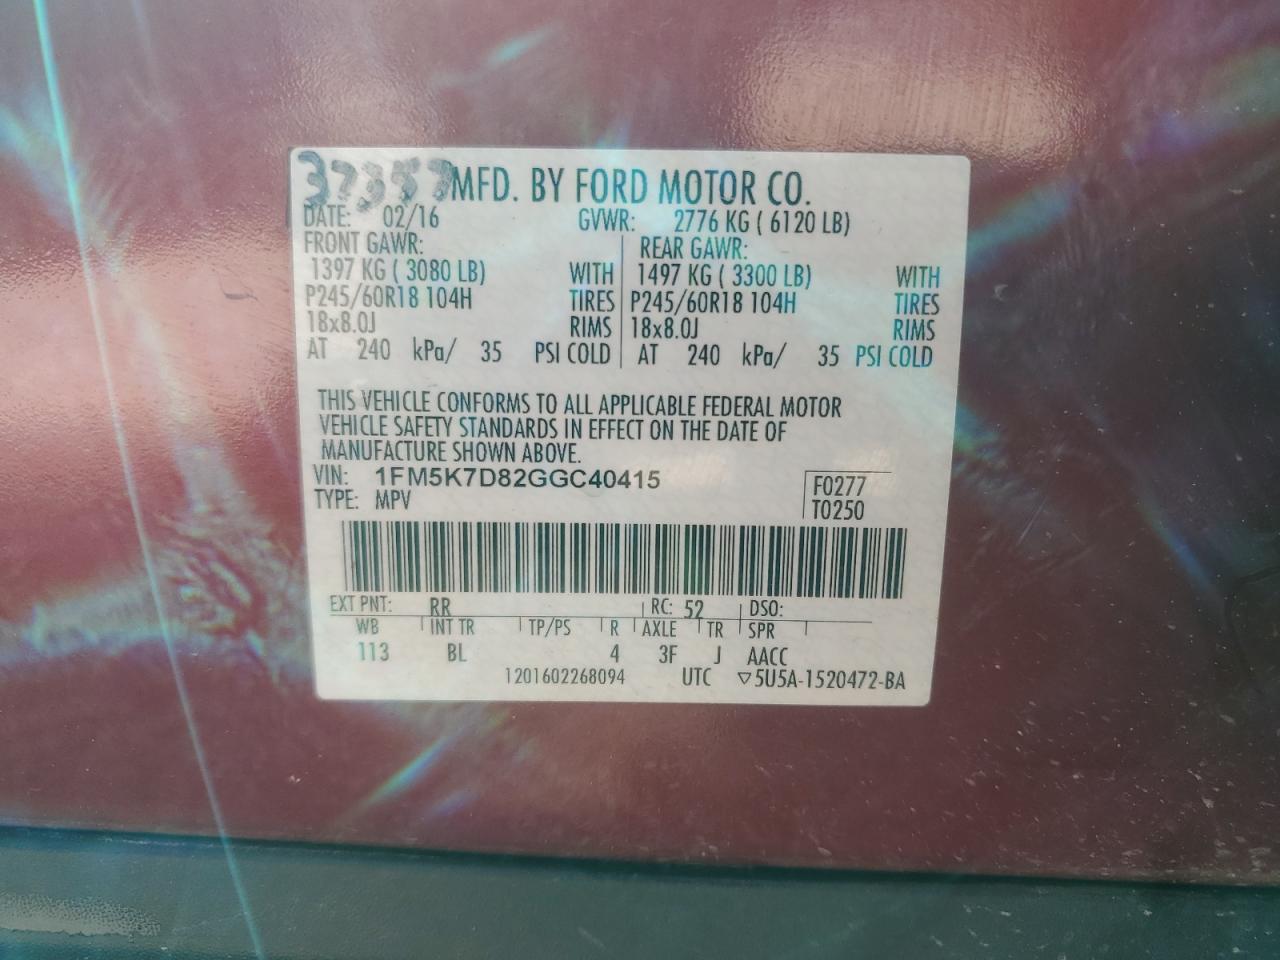 37357 MFD. BY FORD MOTOR CO.
DATE: 02/16 GVWR: 2776 KG ( 6120 LB)
FRONT GAWR: REAR GAWR:
1397 KG ( 3080 LB) WITH 1497 KG ( 3300 LB) WITH
P245/60R18 104H TIRES P245/60R18 104H TIRES
18x8.0J RIMS 18x8.0J RIMS
AT 240 kPa/ 35 PSI COLD AT 240 kPa/ 35 PSI COLD
THIS VEHICLE CONFORMS TO ALL APPLICABLE FEDERAL MOTOR
VEHICLE SAFETY STANDARDS IN EFFECT ON THE DATE OF
MANUFACTURE SHOWN ABOVE.
VIN: 1FM5K7D82GGC40415 F0277
TYPE: MPV T0250
EXT PNT: RR RC: 52 DSO:
WB INT TR TP/PS R AXLE TR SPR
113 BL 4 3F J AACC
1201602268094 UTC ▽5U5A-1520472-BA